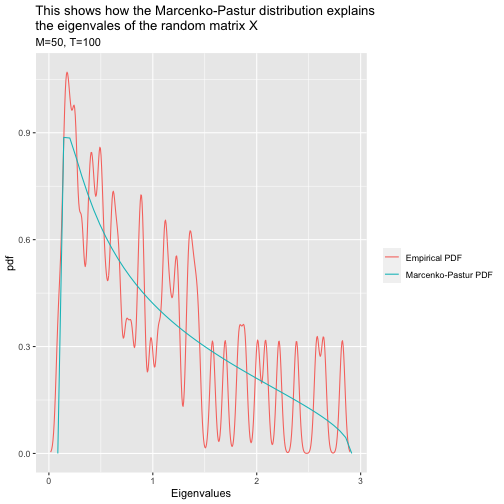 This shows how the Marcenko-Pastur distribution explains
the eigenvales of the random matrix X
M=50, T=100
0.9
0.6
0.3
0.0
pdf
0
1
2
3
Eigenvalues
Empirical PDF
Marcenko-Pastur PDF